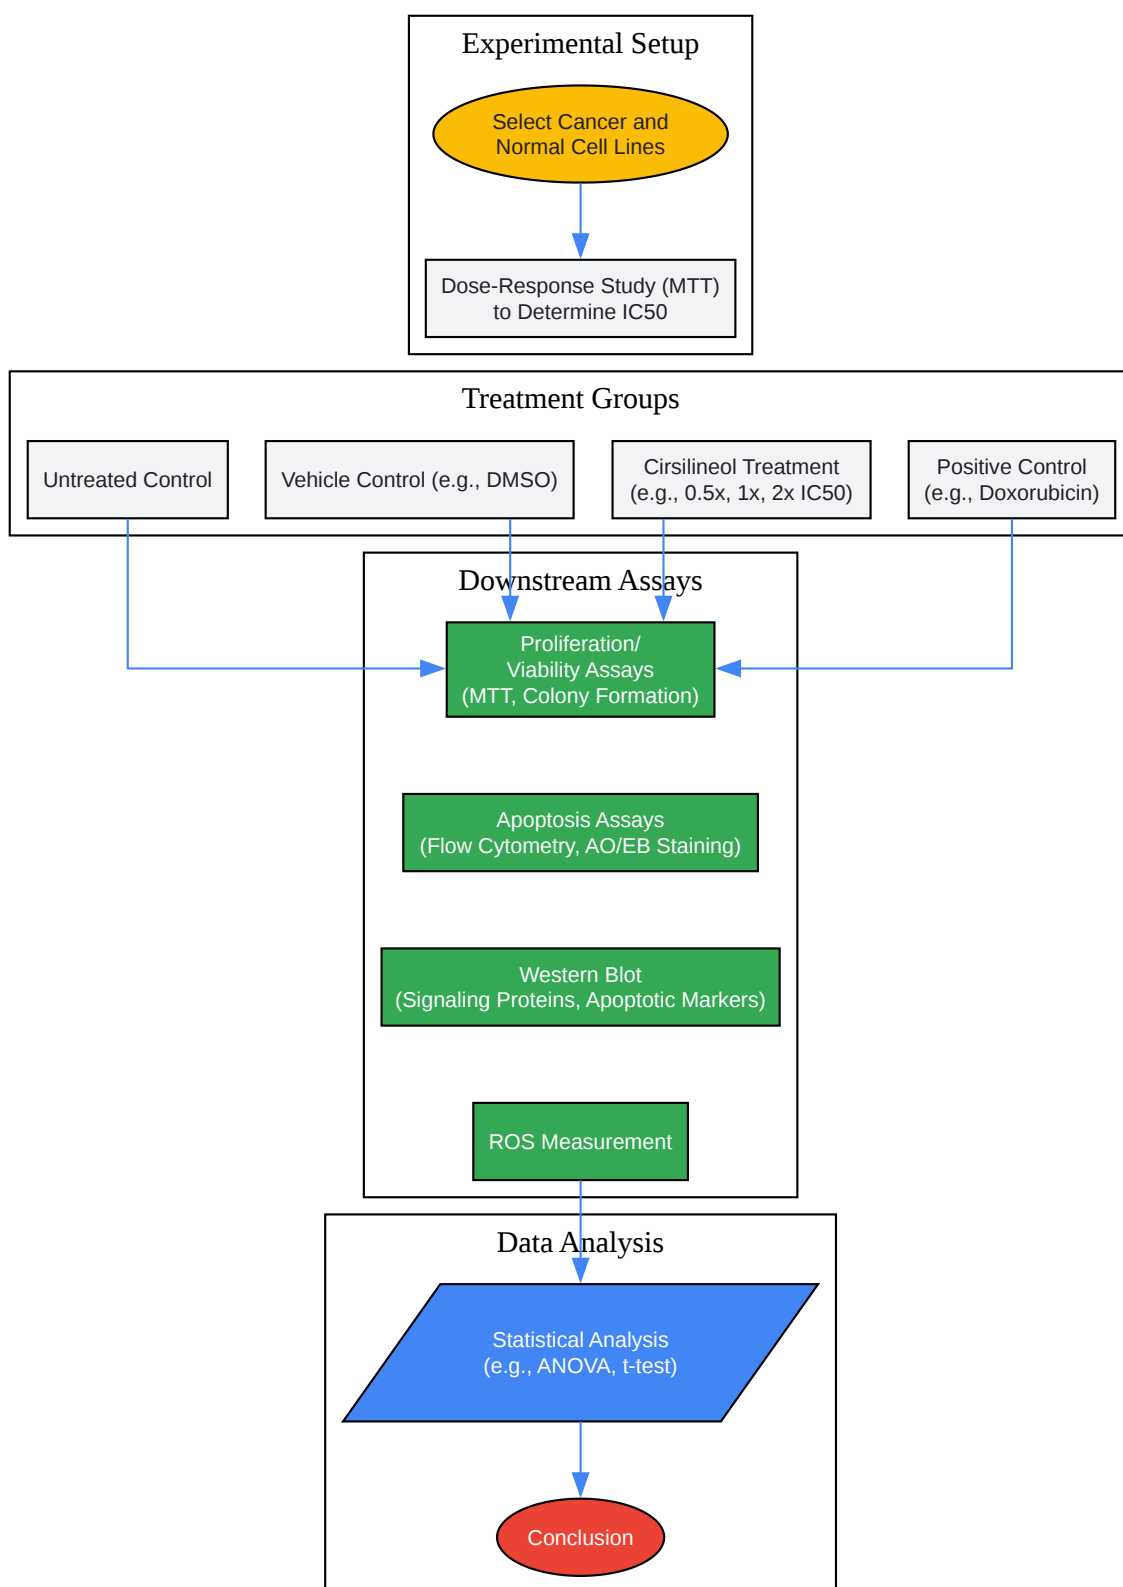 Experimental Setup
Select Cancer and
Normal Cell Lines
Dose-Response Study (MTT)
to Determine IC50
Treatment Groups
Untreated Control
Vehicle Control (e.g., DMSO)
Cirsilineol Treatment
(e.g., 0.5x, 1x, 2x IC50)
Positive Control
(e.g., Doxorubicin)
Downstream Assays
Proliferation/
Viability Assays
(MTT, Colony Formation)
Apoptosis Assays
(Flow Cytometry, AO/EB Staining)
Western Blot
(Signaling Proteins, Apoptotic Markers)
ROS Measurement
Data Analysis
Statistical Analysis
(e.g., ANOVA, t-test)
Conclusion